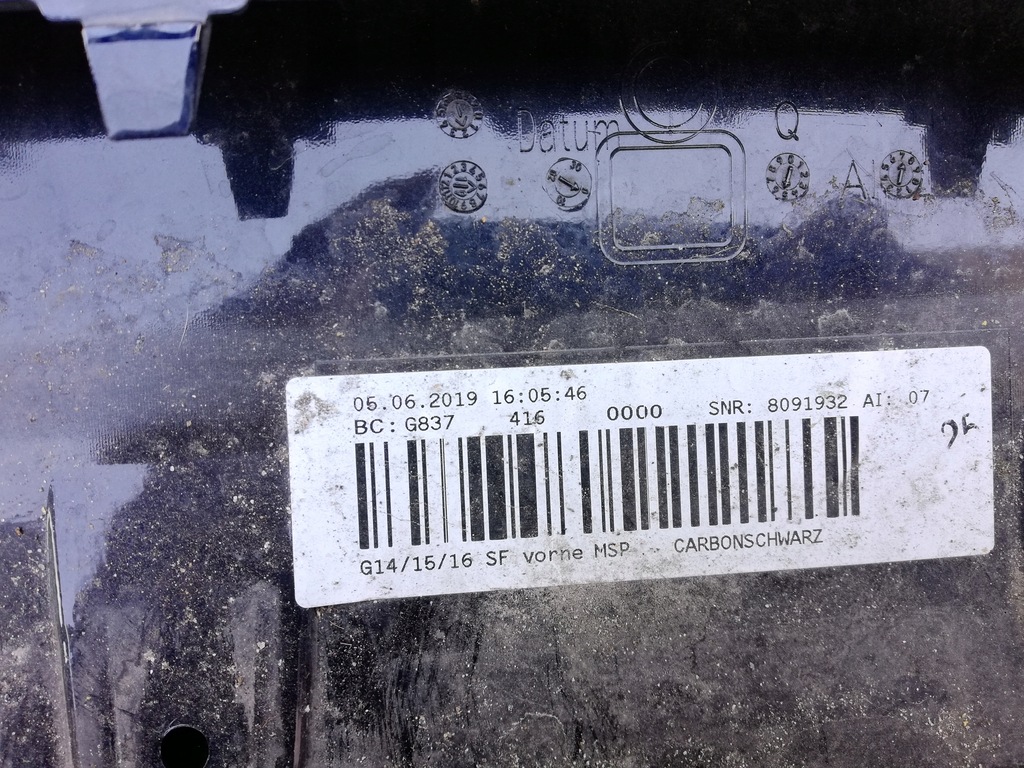 Datum
Q
AI
05.06.2019 16:05:46
BC: G837 416 0000 SNR: 8091932 AI: 07
G14/15/16 SF vorne MSP CARBONSCHWARZ